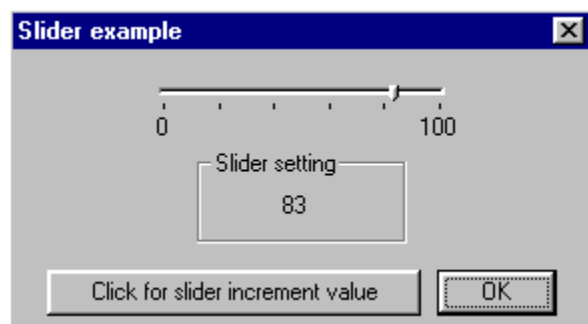 Slider example
0 100
Slider setting
83
Click for slider increment value OK